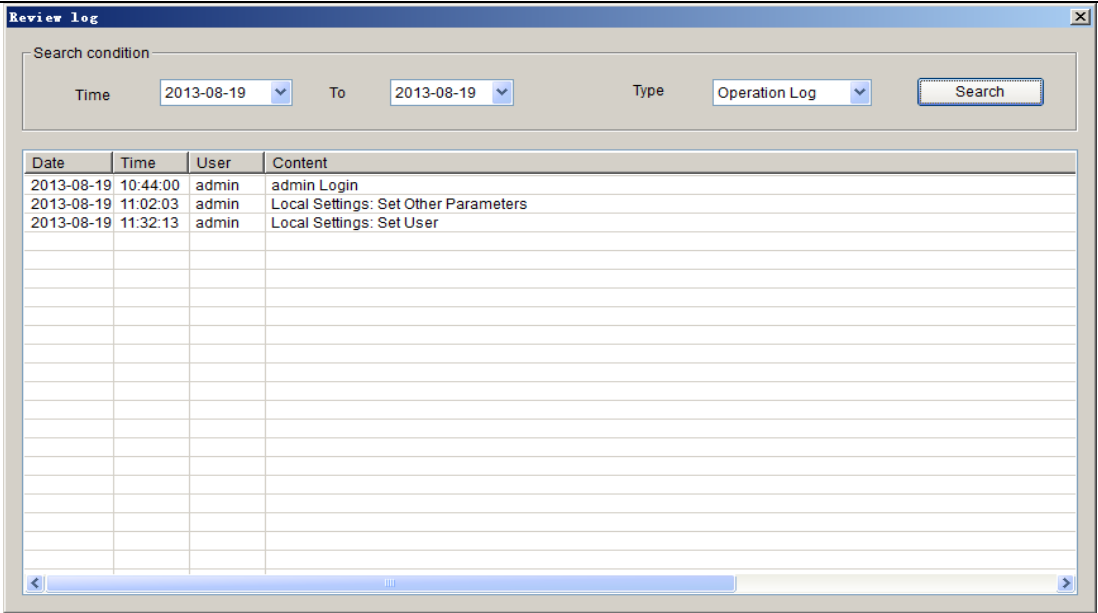 Review log
Search condition
Time 2013-08-19 To 2013-08-19 Type Operation Log Search
Date Time User Content
2013-08-19 10:44:00 admin admin Login
2013-08-19 11:02:03 admin Local Settings: Set Other Parameters
2013-08-19 11:32:13 admin Local Settings: Set User